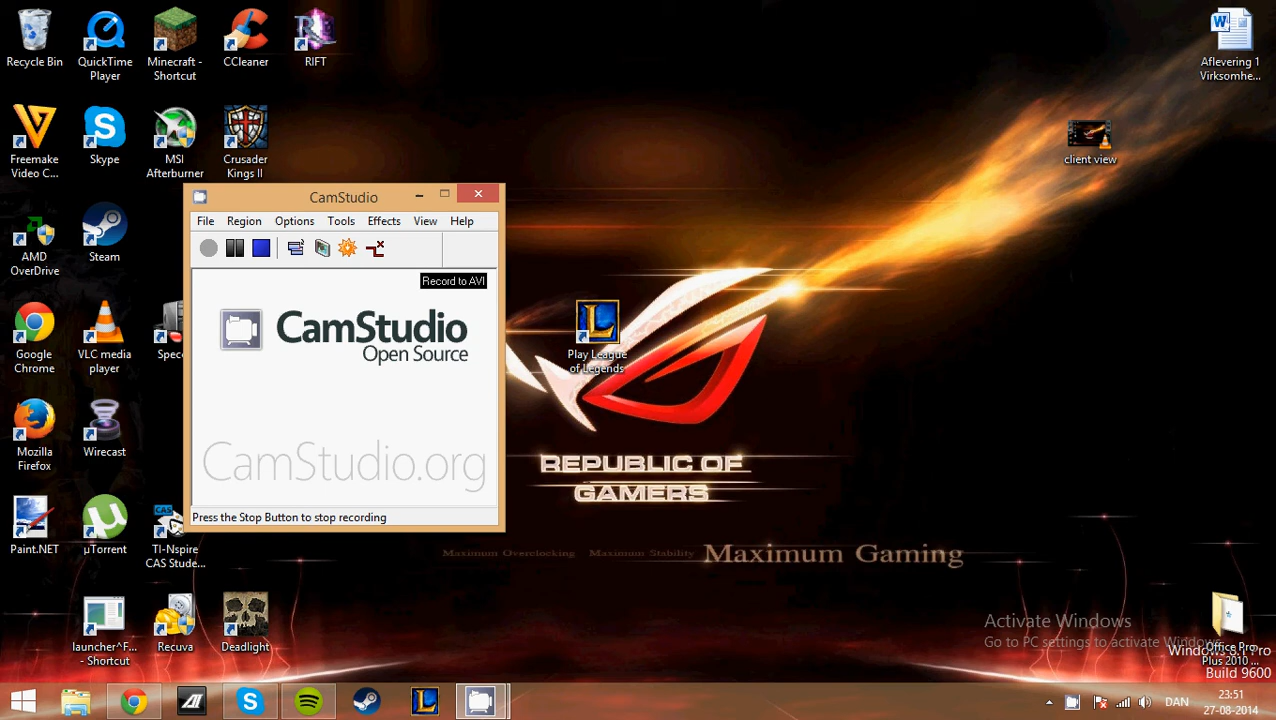 Recycle Bin
QuickTime
Player
Minecraft -
Shortcut
CCleaner
RIFT
Aflevering 1
Virksomhe...
Freemake
Video C...
Skype
MSI
Afterburner
Crusader
Kings II
client view
AMD
OverDrive
Steam
CamStudio
File Region Options Tools Effects View Help
Record to AVI
CamStudio
Open Source
CamStudio.org
Press the Stop Button to stop recording
Google
Chrome
VLC media
player
Spec
Play League
of Legends
Mozilla
Firefox
Wirecast
REPUBLIC OF
GAMERS
Paint.NET
µTorrent
CAS
TI-Nspire
CAS Stude...
Maximum Overclocking Maximum Stability Maximum Gaming
launcher^F...
- Shortcut
Recuva
Deadlight
Activate Windows
Go to PC settings to activate Windows.
Office Pro
Plus 2010 ...
Windows 8.1 Pro
Build 9600
DAN
23:51
27-08-2014